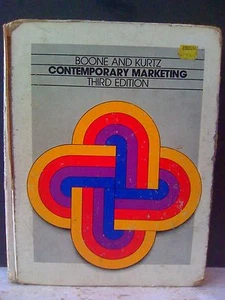 BOONE AND KURTZ
CONTEMPORARY MARKETING
THIRD EDITION